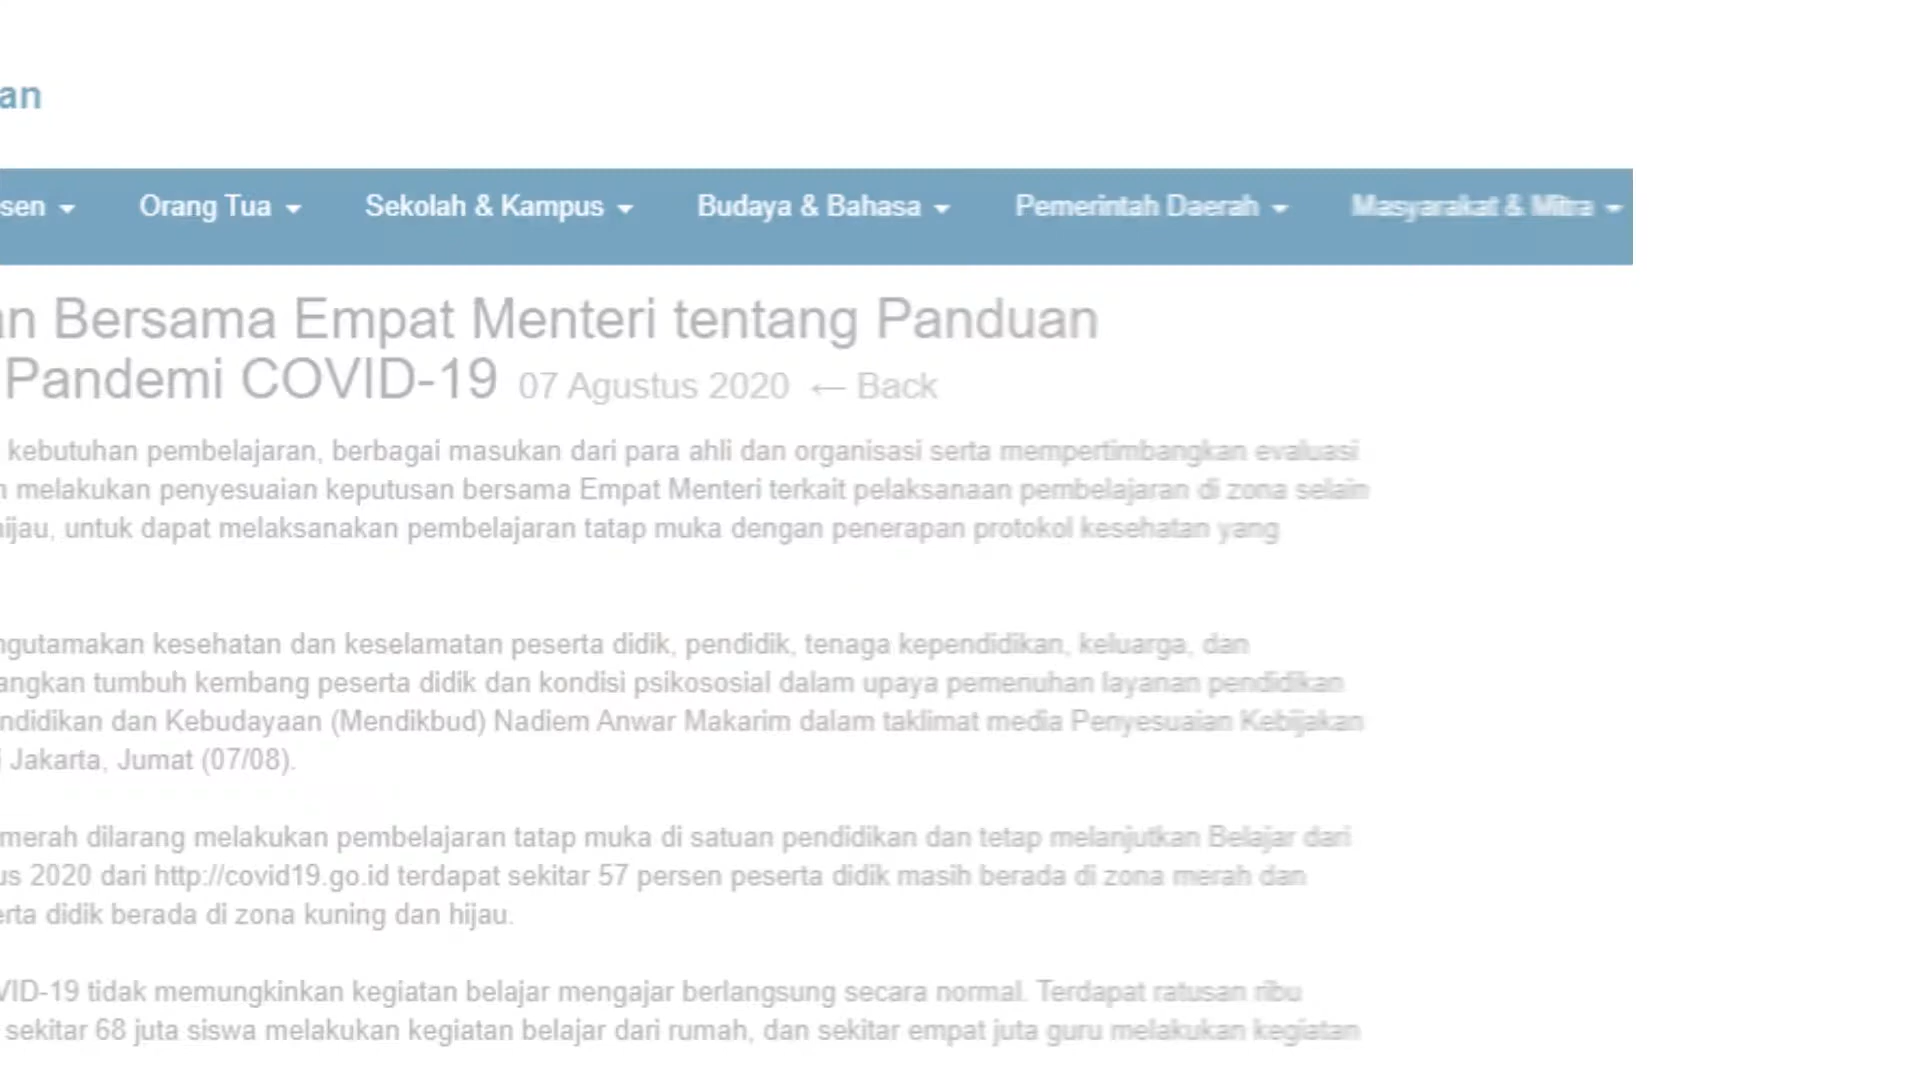 an
sen Orang Tua Sekolah & Kampus Budaya & Bahasa Pemerintah Daerah Masyarakat & Mitra
an Bersama Empat Menteri tentang Panduan
Pandemi COVID-19 07 Agustus 2020 ← Back
kebutuhan pembelajaran, berbagai masukan dari para ahli dan organisasi serta mempertimbangkan evaluasi
n melakukan penyesuaian keputusan bersama Empat Menteri terkait pelaksanaan pembelajaran di zona selain
hijau, untuk dapat melaksanakan pembelajaran tatap muka dengan penerapan protokol kesehatan yang
ngutamakan kesehatan dan keselamatan peserta didik, pendidik, tenaga kependidikan, keluarga, dan
angkan tumbuh kembang peserta didik dan kondisi psikososial dalam upaya pemenuhan layanan pendidikan
ndidikan dan Kebudayaan (Mendikbud) Nadiem Anwar Makarim dalam taklimat media Penyesuaian Kebijakan
i Jakarta, Jumat (07/08).
merah dilarang melakukan pembelajaran tatap muka di satuan pendidikan dan tetap melanjutkan Belajar dari
us 2020 dari http://covid19.go.id terdapat sekitar 57 persen peserta didik masih berada di zona merah dan
erta didik berada di zona kuning dan hijau.
VID-19 tidak memungkinkan kegiatan belajar mengajar berlangsung secara normal. Terdapat ratusan ribu
sekitar 68 juta siswa melakukan kegiatan belajar dari rumah, dan sekitar empat juta guru melakukan kegiatan